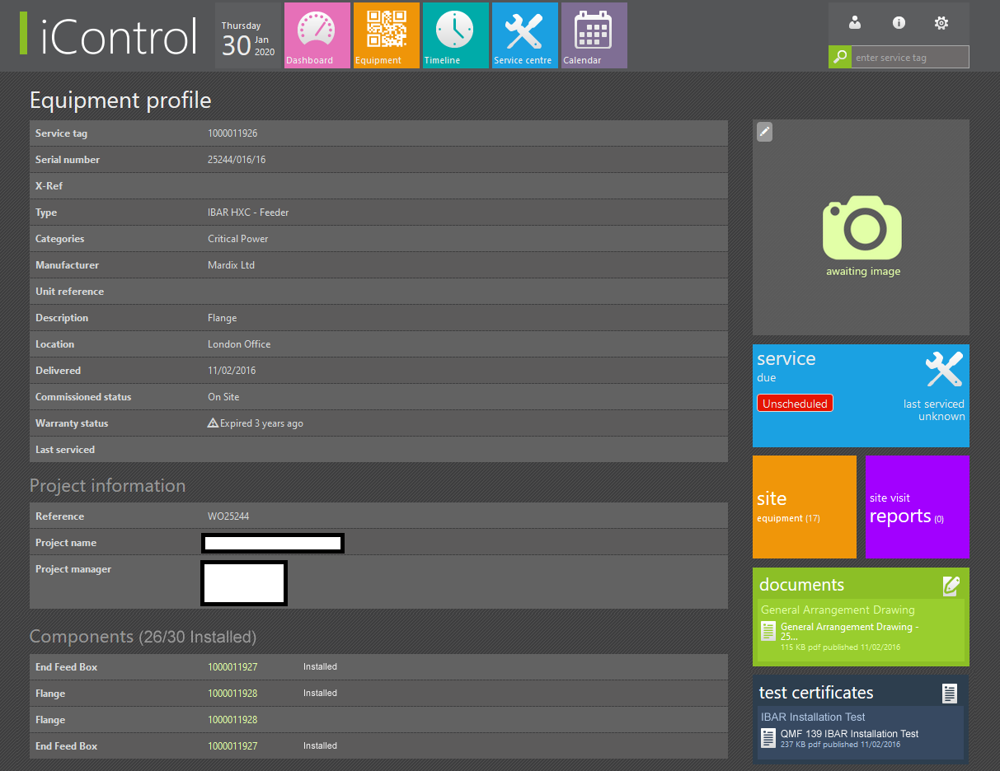 iControl
Thursday
30 Jan
2020
Dashboard
Equipment
Timeline
Service centre
Calendar
enter service tag
Equipment profile
Service tag 1000011926
Serial number 25244/016/16
X-Ref
Type IBAR HXC - Feeder
Categories Critical Power
Manufacturer Mardix Ltd
Unit reference
Description Flange
Location London Office
Delivered 11/02/2016
Commissioned status On Site
Warranty status Expired 3 years ago
Last serviced
Project information
Reference WO25244
Project name
Project manager
Components (26/30 Installed)
End Feed Box 1000011927 Installed
Flange 1000011928 Installed
Flange 1000011928
End Feed Box 1000011927 Installed
awaiting image
service
due
Unscheduled
last serviced
unknown
site
equipment (17)
site visit
reports (0)
documents
General Arrangement Drawing
General Arrangement Drawing -
25...
115 KB pdf published 11/02/2016
test certificates
IBAR Installation Test
QMF 139 IBAR Installation Test
237 KB pdf published 11/02/2016